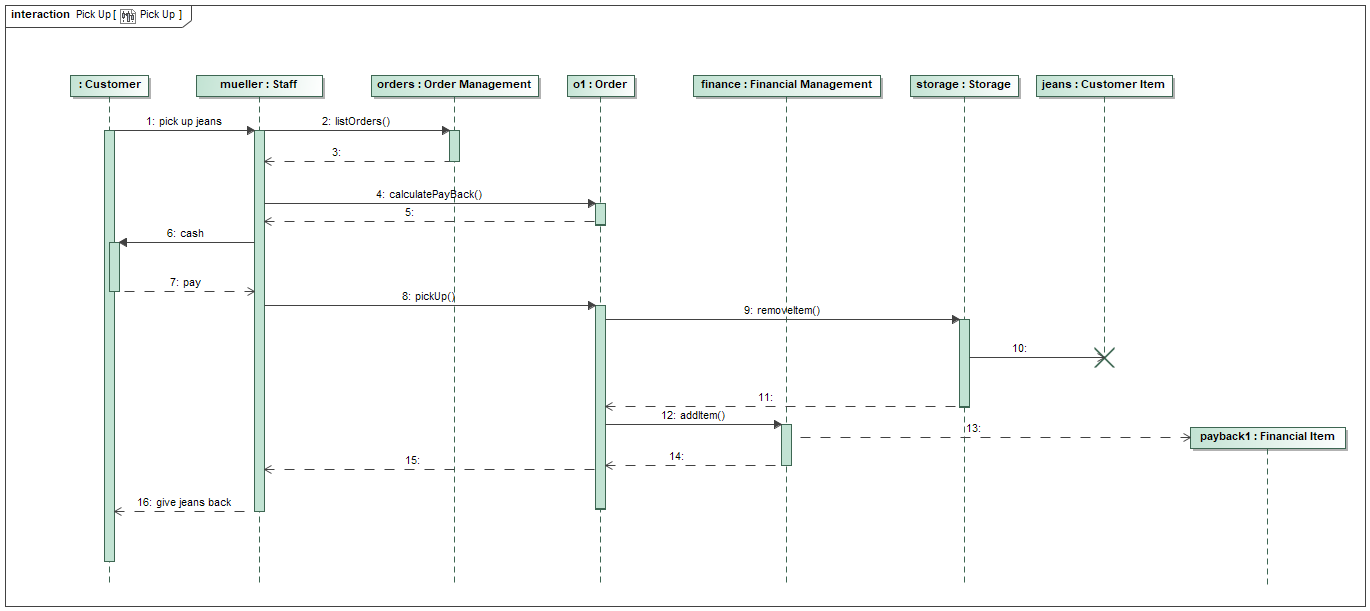 interaction Pick Up [ Pick Up ]
: Customer
mueller : Staff
orders : Order Management
o1 : Order
finance : Financial Management
storage : Storage
jeans : Customer Item
1: pick up jeans
2: listOrders()
3:
4: calculatePayBack()
5:
6: cash
7: pay
8: pickUp()
9: removeItem()
10:
11:
12: addItem()
13:
payback1 : Financial Item
14:
15:
16: give jeans back